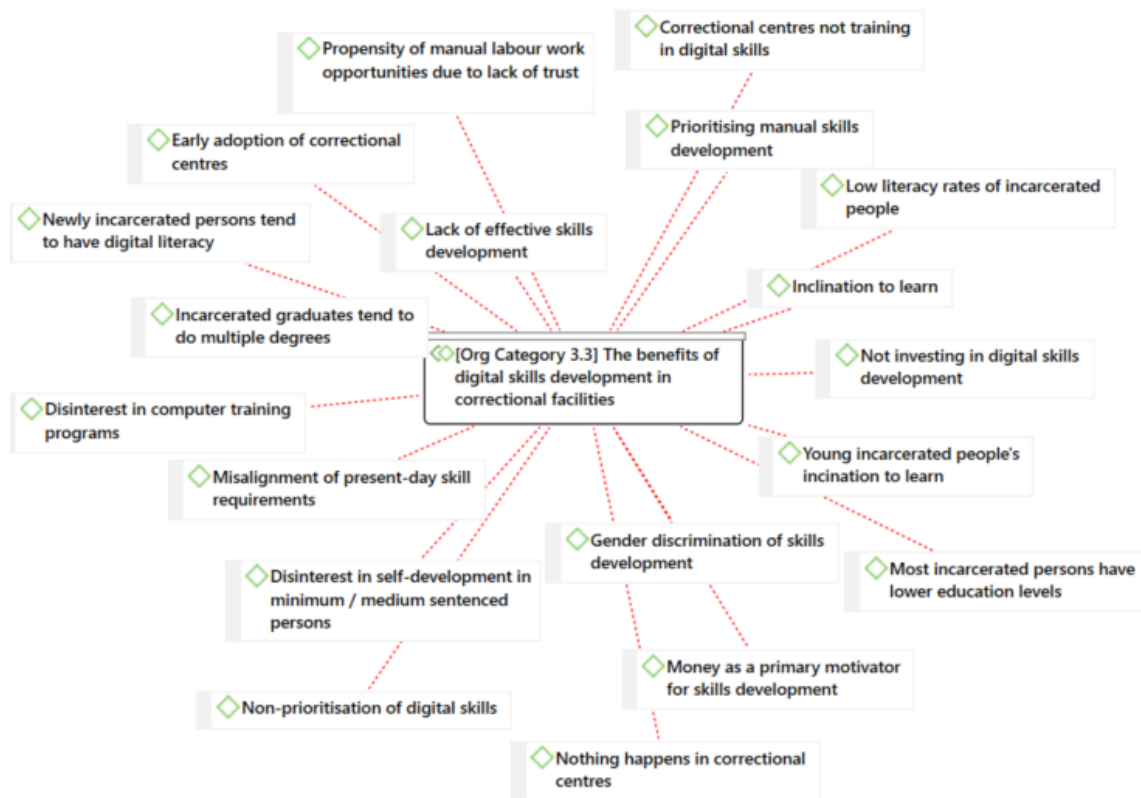 Correctional centres not training
in digital skills
Propensity of manual labour work
opportunities due to lack of trust
Prioritising manual skills
development
Early adoption of correctional
centres
Low literacy rates of incarcerated
people
Newly incarcerated persons tend
to have digital literacy
Lack of effective skills
development
Inclination to learn
Incarcerated graduates tend to
do multiple degrees
[Org Category 3.3] The benefits of
digital skills development in
correctional facilities
Not investing in digital skills
development
Disinterest in computer training
programs
Young incarcerated people's
incination to learn
Misalignment of present-day skill
requirements
Gender discrimination of skills
development
Most incarcerated persons have
lower education levels
Disinterest in self-development in
minimum / medium sentenced
persons
Money as a primary motivator
for skills development
Non-prioritisation of digital skills
Nothing happens in correctional
centres